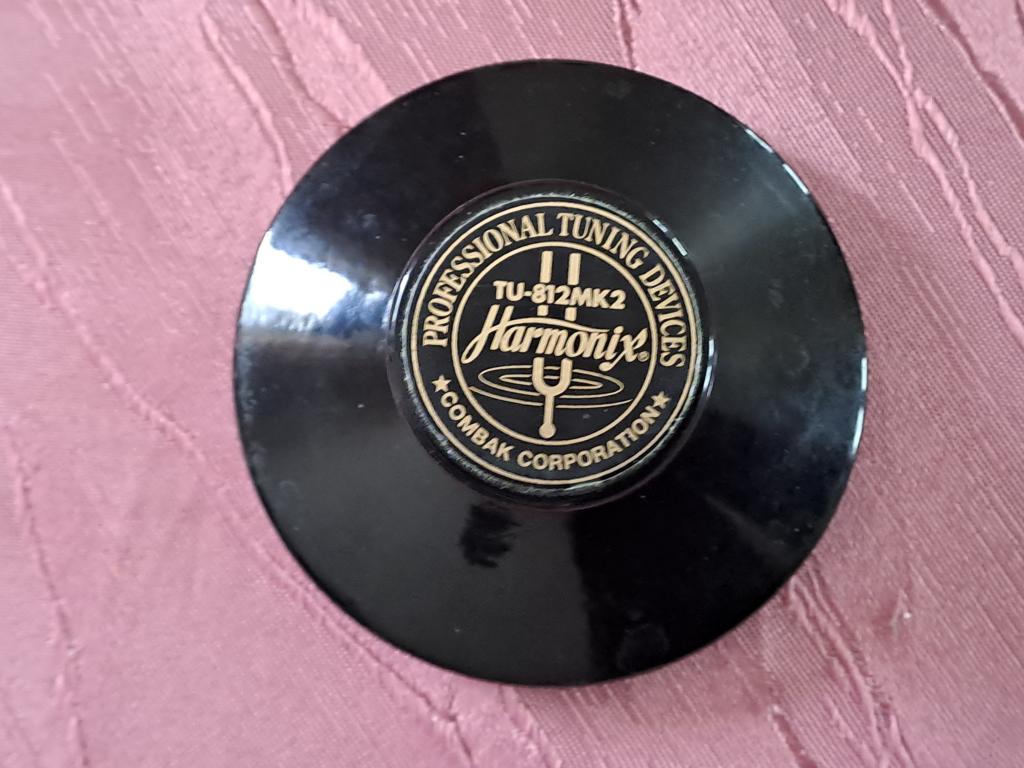 PROFESSIONAL TUNING DEVICES
TU-812MK2
Harmonix®
★COMBAK CORPORATION★